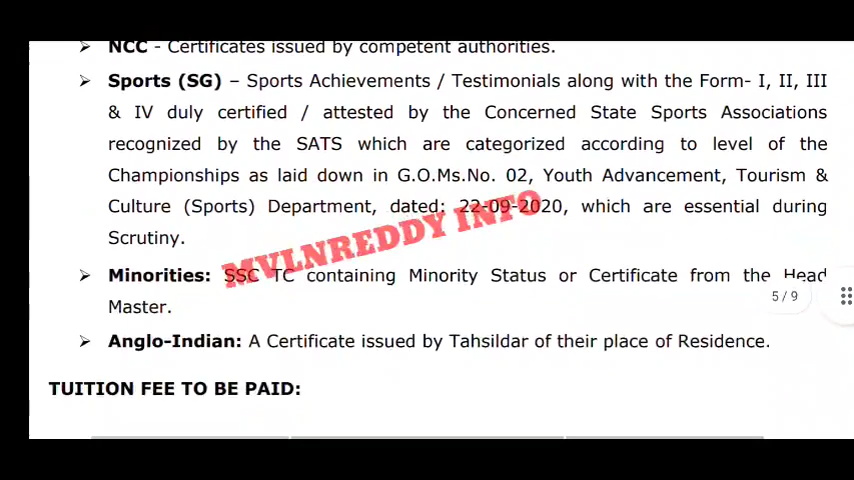 ➢ NCC - Certificates issued by competent authorities.
➢ Sports (SG) – Sports Achievements / Testimonials along with the Form- I, II, III
& IV duly certified / attested by the Concerned State Sports Associations
recognized by the SATS which are categorized according to level of the
Championships as laid down in G.O.Ms.No. 02, Youth Advancement, Tourism &
Culture (Sports) Department, dated: 22-09-2020, which are essential during
Scrutiny.
MVLNREDDY INFO
➢ Minorities: SSC TC containing Minority Status or Certificate from the Head
Master.
5 / 9
➢ Anglo-Indian: A Certificate issued by Tahsildar of their place of Residence.
TUITION FEE TO BE PAID: